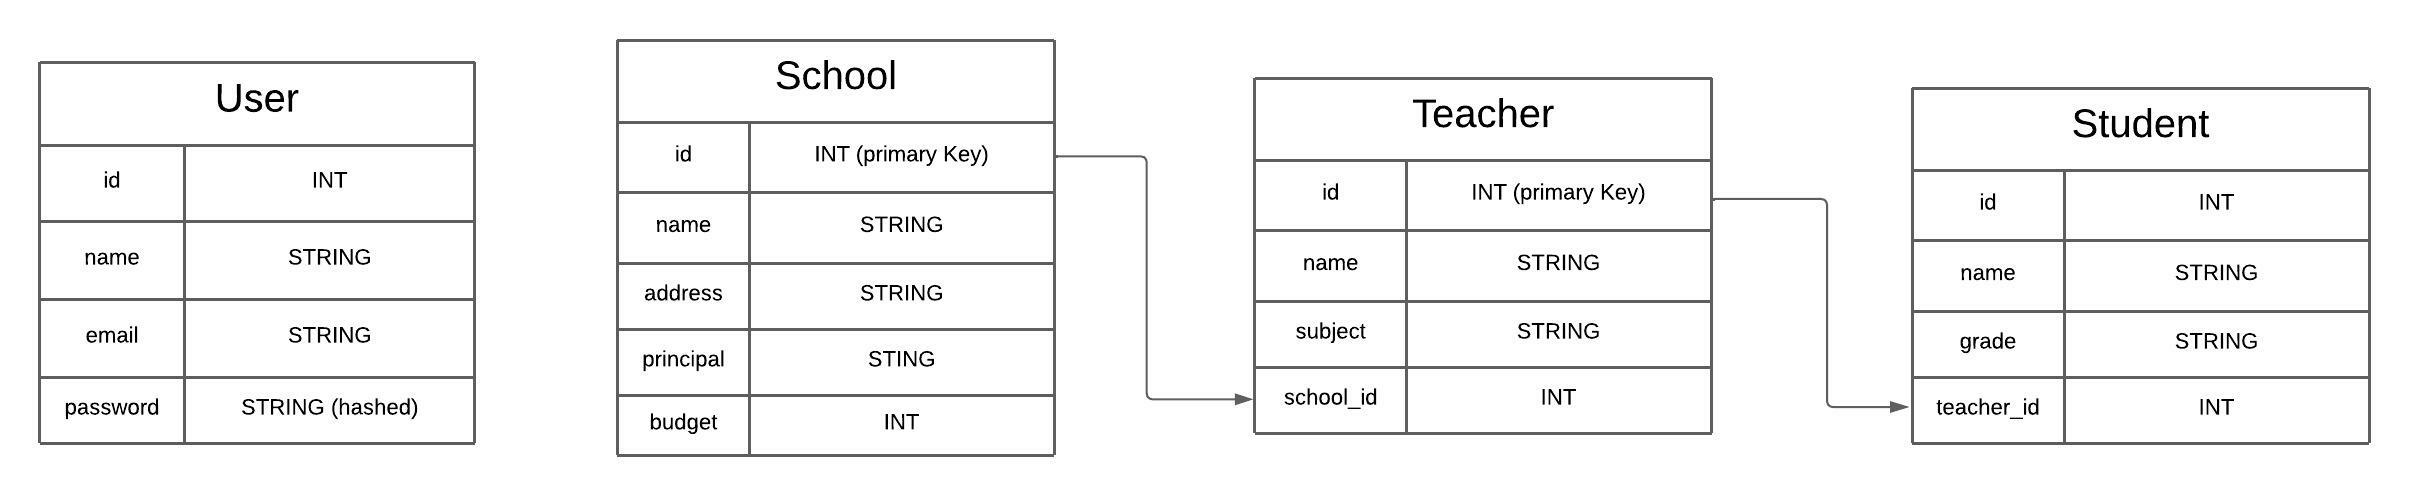 User
id INT
name STRING
email STRING
password STRING (hashed)
School
id INT (primary Key)
name STRING
address STRING
principal STING
budget INT
Teacher
id INT (primary Key)
name STRING
subject STRING
school_id INT
Student
id INT
name STRING
grade STRING
teacher_id INT